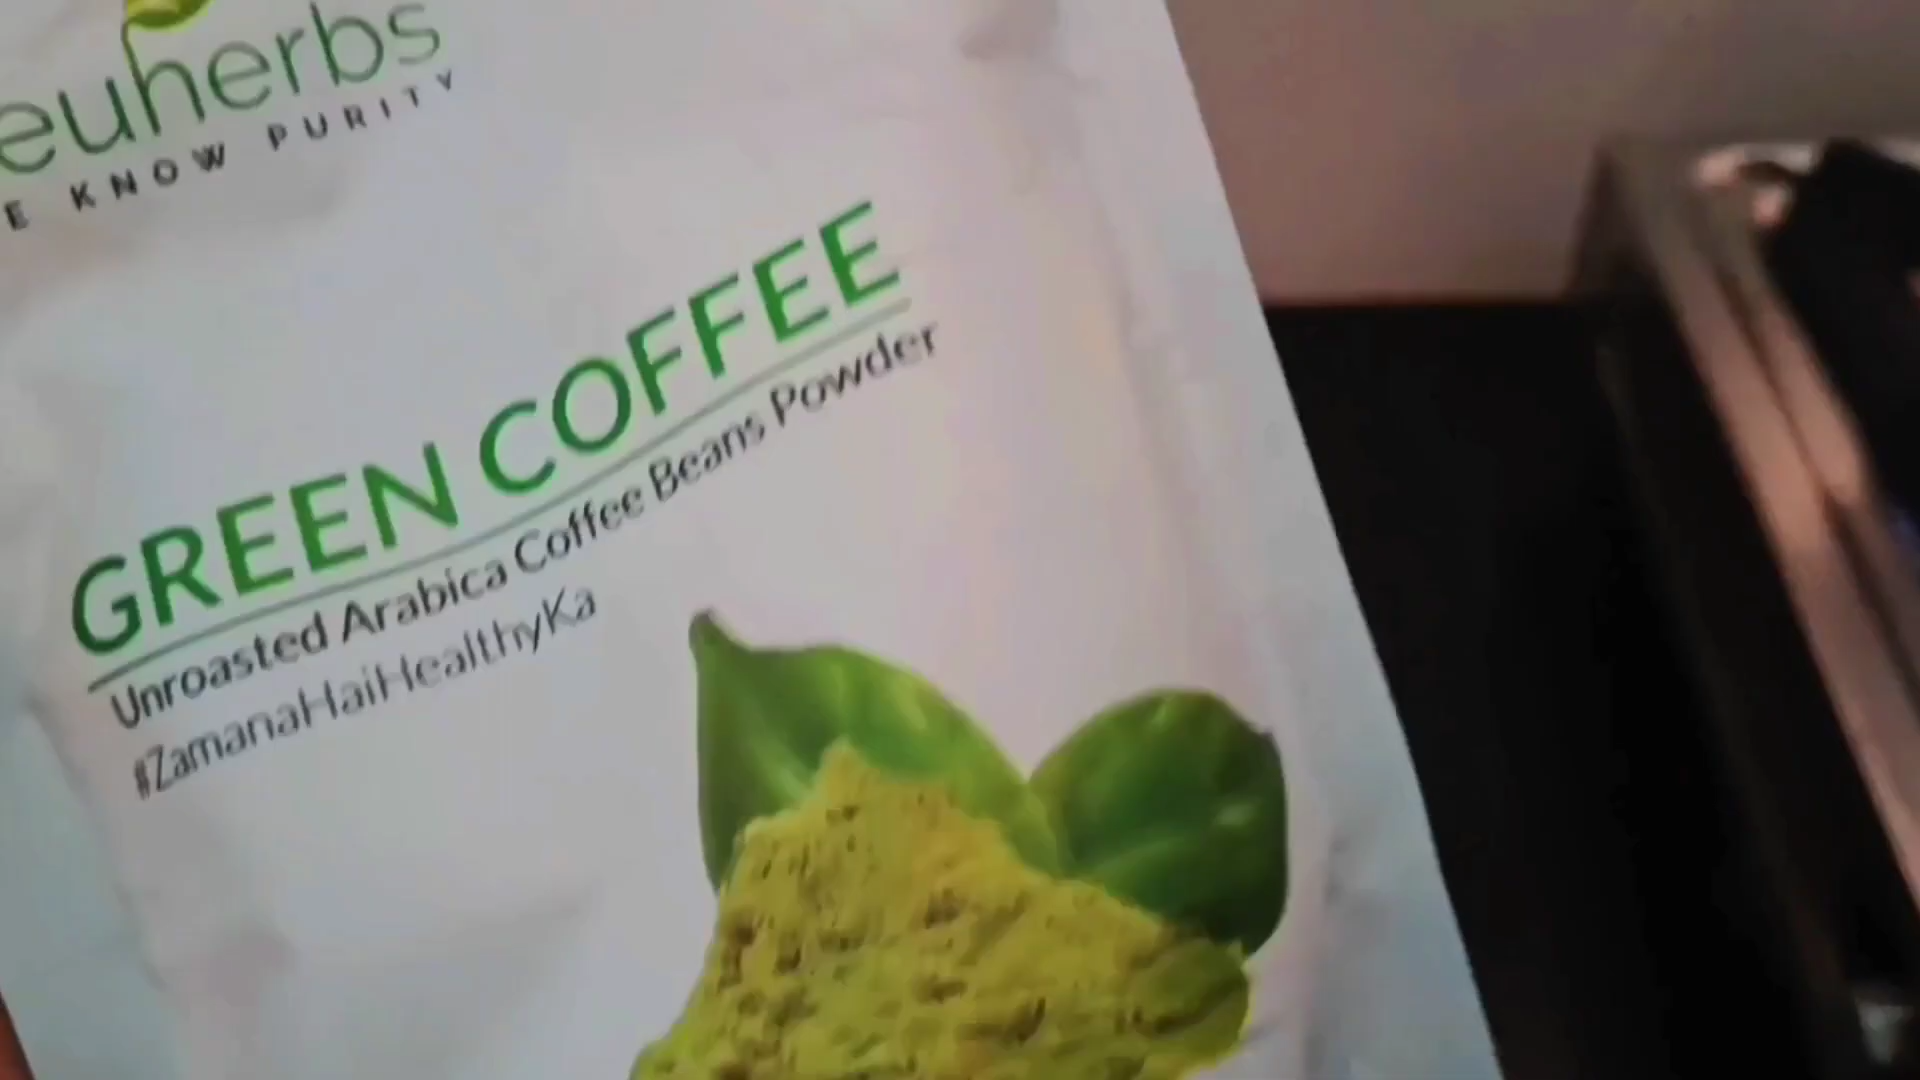 euherbs
E KNOW PURITY
GREEN COFFEE
Unroasted Arabica Coffee Beans Powder
#ZamanaHaiHealthyKa